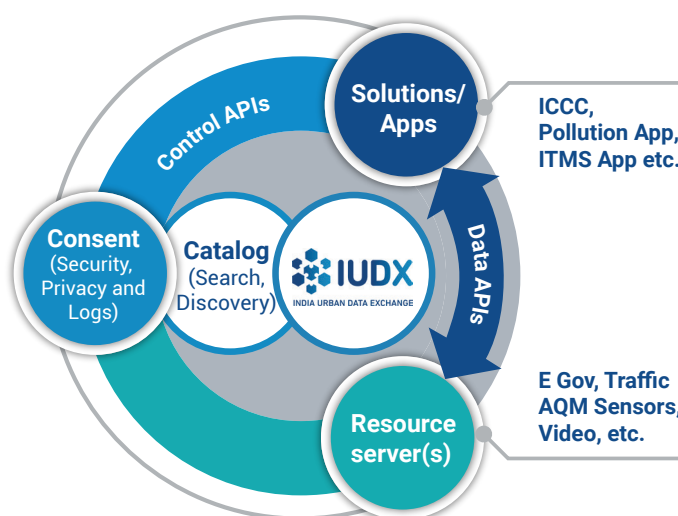 Control APIs
Solutions/
Apps
ICCC,
Pollution App,
ITMS App etc.
Consent
(Security,
Privacy and
Logs)
Catalog
(Search,
Discovery)
IUDX
INDIA URBAN DATA EXCHANGE
Data APIs
Resource
server(s)
E Gov, Traffic
AQM Sensors,
Video, etc.